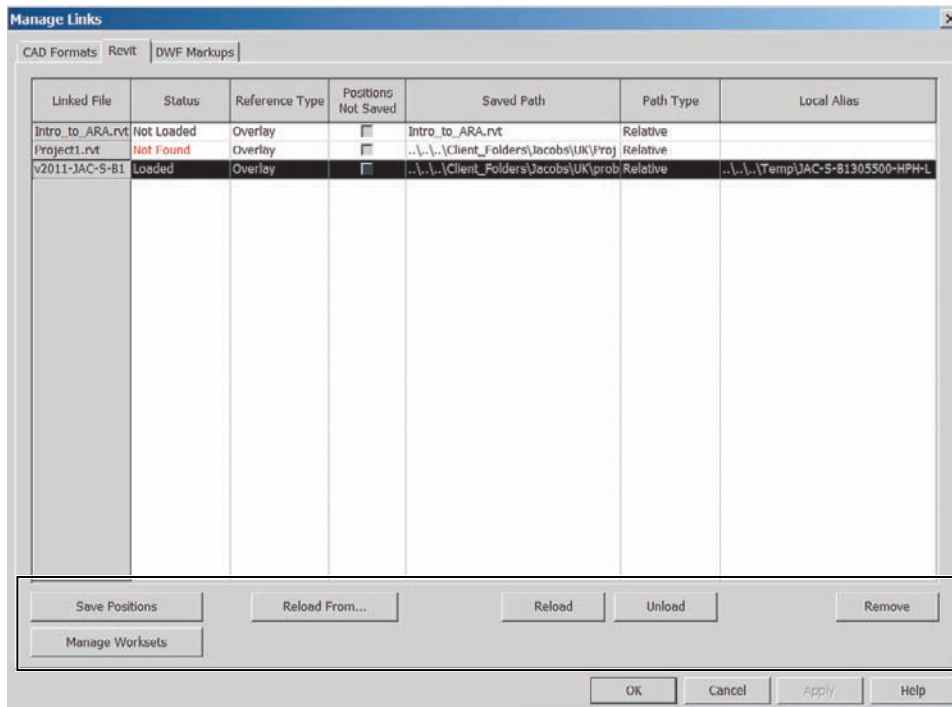 Manage Links
CAD Formats Revit DWF Markups
Linked File Status Reference Type Positions Not Saved Saved Path Path Type Local Alias
Intro_to_ARA.rvt Not Loaded Overlay Intro_to_ARA.rvt Relative
Project1.rvt Not Found Overlay ..\..\..\Client_Folders\Jacobs\UK\Proj Relative
v2011-JAC-S-B1 Loaded Overlay ..\..\..\Client_Folders\Jacobs\UK\prob Relative ..\..\..\Temp\JAC-S-B1305500-HPH-L
Save Positions Reload From... Reload Unload Remove
Manage Worksets
OK Cancel Apply Help